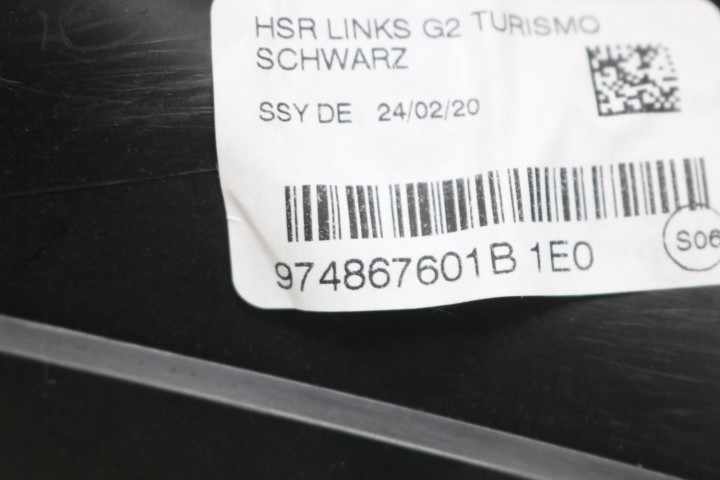 HSR LINKS G2 TURISMO
SCHWARZ
SSY DE 24/02/20
974867601B 1E0
S06